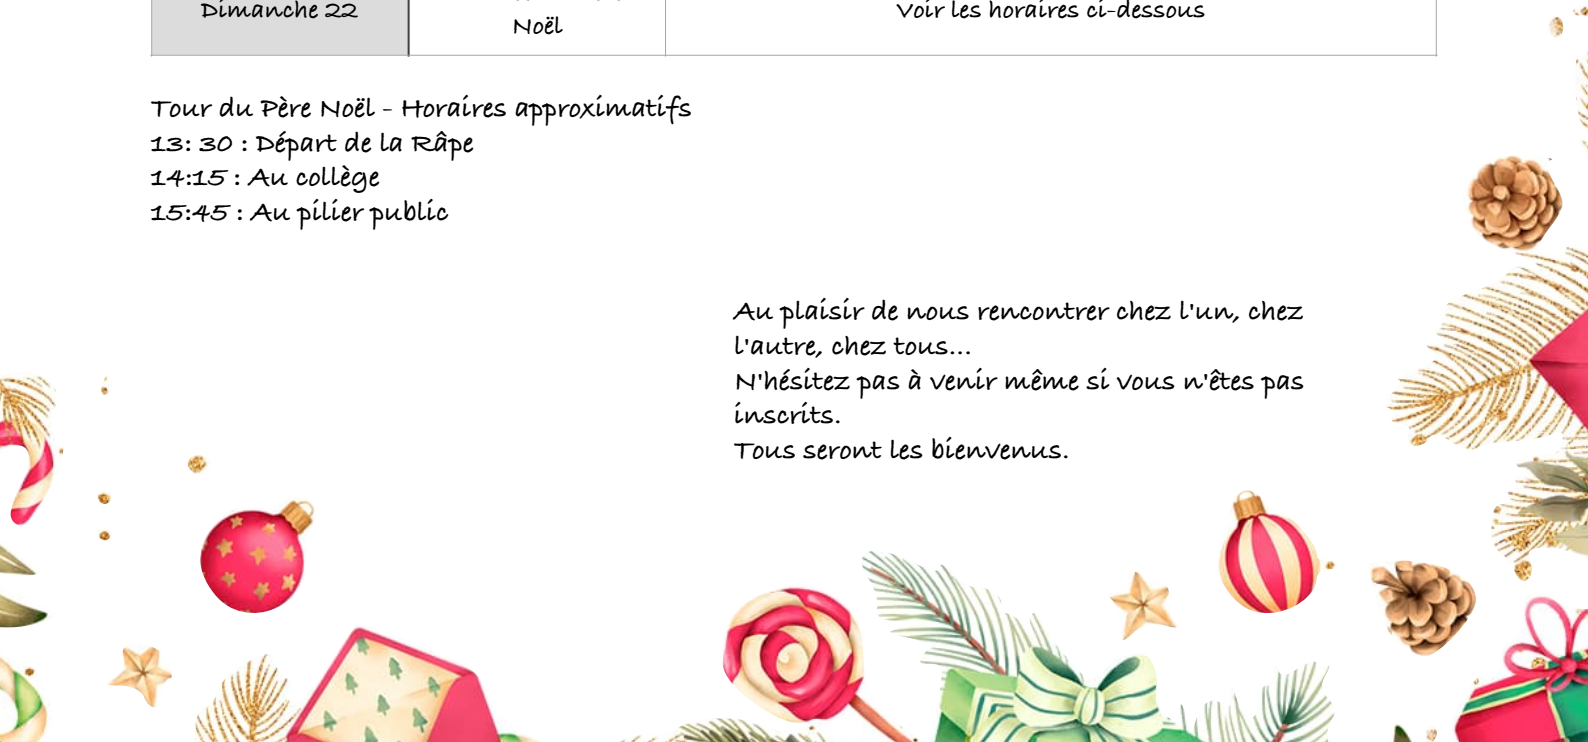 Dimanche 22
Noël
Voir les horaires ci-dessous
Tour du Père Noël - Horaires approximatifs
13: 30 : Départ de la Râpe
14:15 : Au collège
15:45 : Au pilier public
Au plaisir de nous rencontrer chez l'un, chez
l'autre, chez tous...
N'hésitez pas à venir même si vous n'êtes pas
inscrits.
Tous seront les bienvenus.